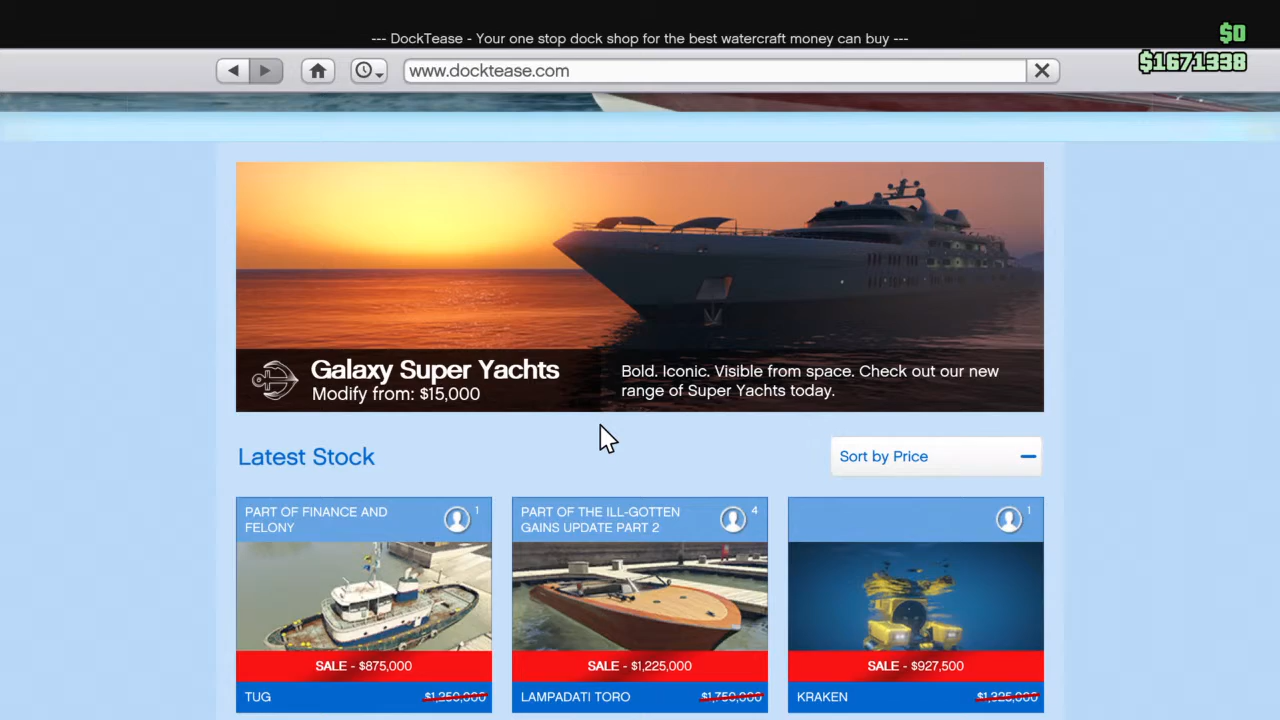 --- DockTease - Your one stop dock shop for the best watercraft money can buy ---
$0
$1671338
www.docktease.com
Galaxy Super Yachts
Modify from: $15,000
Bold. Iconic. Visible from space. Check out our new
range of Super Yachts today.
Latest Stock
Sort by Price
PART OF FINANCE AND
FELONY
1
SALE - $875,000
TUG
$1,250,000
PART OF THE ILL-GOTTEN
GAINS UPDATE PART 2
4
SALE - $1,225,000
LAMPADATI TORO
$1,750,000
1
SALE - $927,500
KRAKEN
$1,325,000